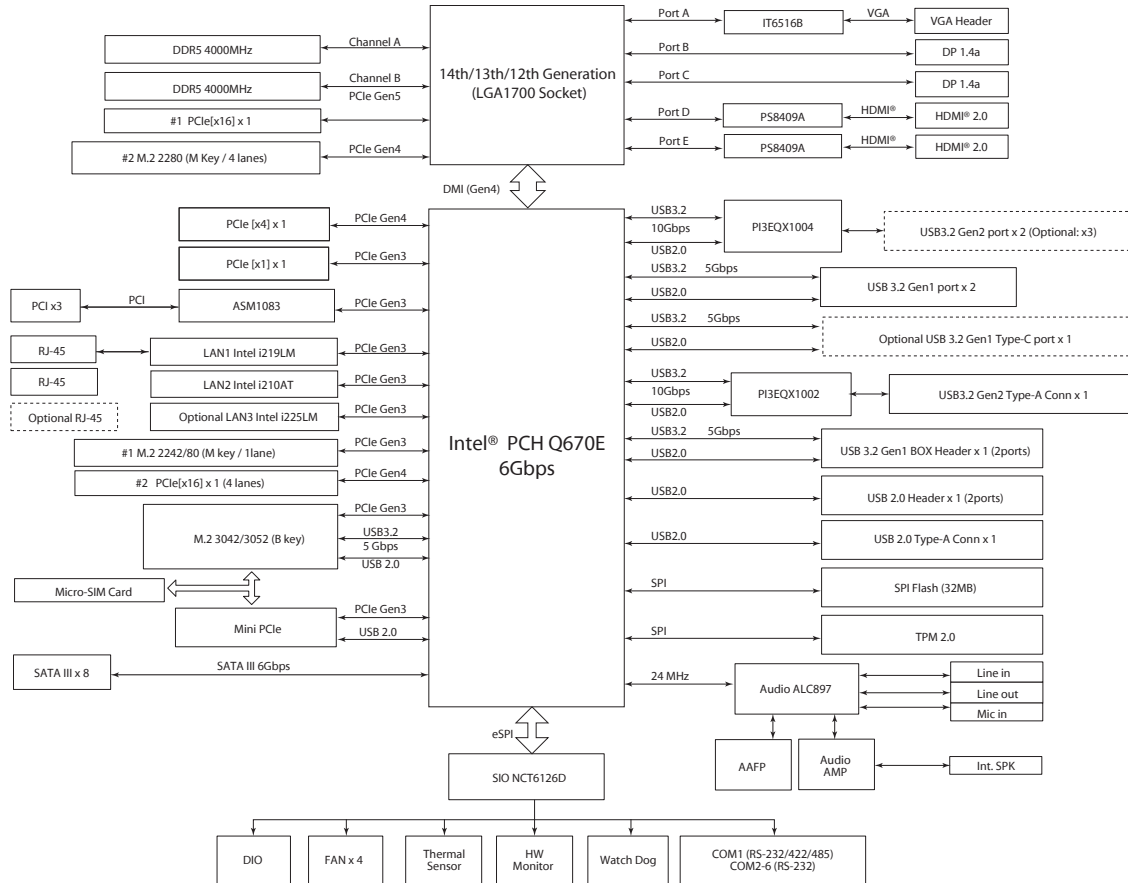 DDR5 4000MHz
Channel A
DDR5 4000MHz
Channel B
PCIe Gen5
#1 PCIe[x16] x 1
#2 M.2 2280 (M Key / 4 lanes)
PCIe Gen4
14th/13th/12th Generation
(LGA1700 Socket)
Port A
IT6516B
VGA
VGA Header
Port B
DP 1.4a
Port C
DP 1.4a
Port D
PS8409A
HDMI®
HDMI® 2.0
Port E
PS8409A
HDMI®
HDMI® 2.0
DMI (Gen4)
PCIe [x4] x 1
PCIe Gen4
PCIe [x1] x 1
PCIe Gen3
PCI x3
PCI
ASM1083
PCIe Gen3
RJ-45
LAN1 Intel i219LM
PCIe Gen3
RJ-45
LAN2 Intel i210AT
PCIe Gen3
Optional RJ-45
Optional LAN3 Intel i225LM
PCIe Gen3
#1 M.2 2242/80 (M key / 1lane)
PCIe Gen3
#2 PCIe[x16] x 1 (4 lanes)
PCIe Gen4
M.2 3042/3052 (B key)
PCIe Gen3
USB3.2
5 Gbps
USB 2.0
Micro-SIM Card
Mini PCIe
PCIe Gen3
USB 2.0
SATA III x 8
SATA III 6Gbps
Intel® PCH Q670E
6Gbps
USB3.2
10Gbps
USB2.0
PI3EQX1004
USB3.2 Gen2 port x 2 (Optional: x3)
USB3.2 5Gbps
USB2.0
USB 3.2 Gen1 port x 2
USB3.2 5Gbps
USB2.0
Optional USB 3.2 Gen1 Type-C port x 1
USB3.2
10Gbps
USB2.0
PI3EQX1002
USB3.2 Gen2 Type-A Conn x 1
USB3.2 5Gbps
USB2.0
USB 3.2 Gen1 BOX Header x 1 (2ports)
USB2.0
USB 2.0 Header x 1 (2ports)
USB2.0
USB 2.0 Type-A Conn x 1
SPI
SPI Flash (32MB)
SPI
TPM 2.0
24 MHz
Audio ALC897
Line in
Line out
Mic in
AAFP
Audio
AMP
Int. SPK
eSPI
SIO NCT6126D
DIO
FAN x 4
Thermal
Sensor
HW
Monitor
Watch Dog
COM1 (RS-232/422/485)
COM2-6 (RS-232)